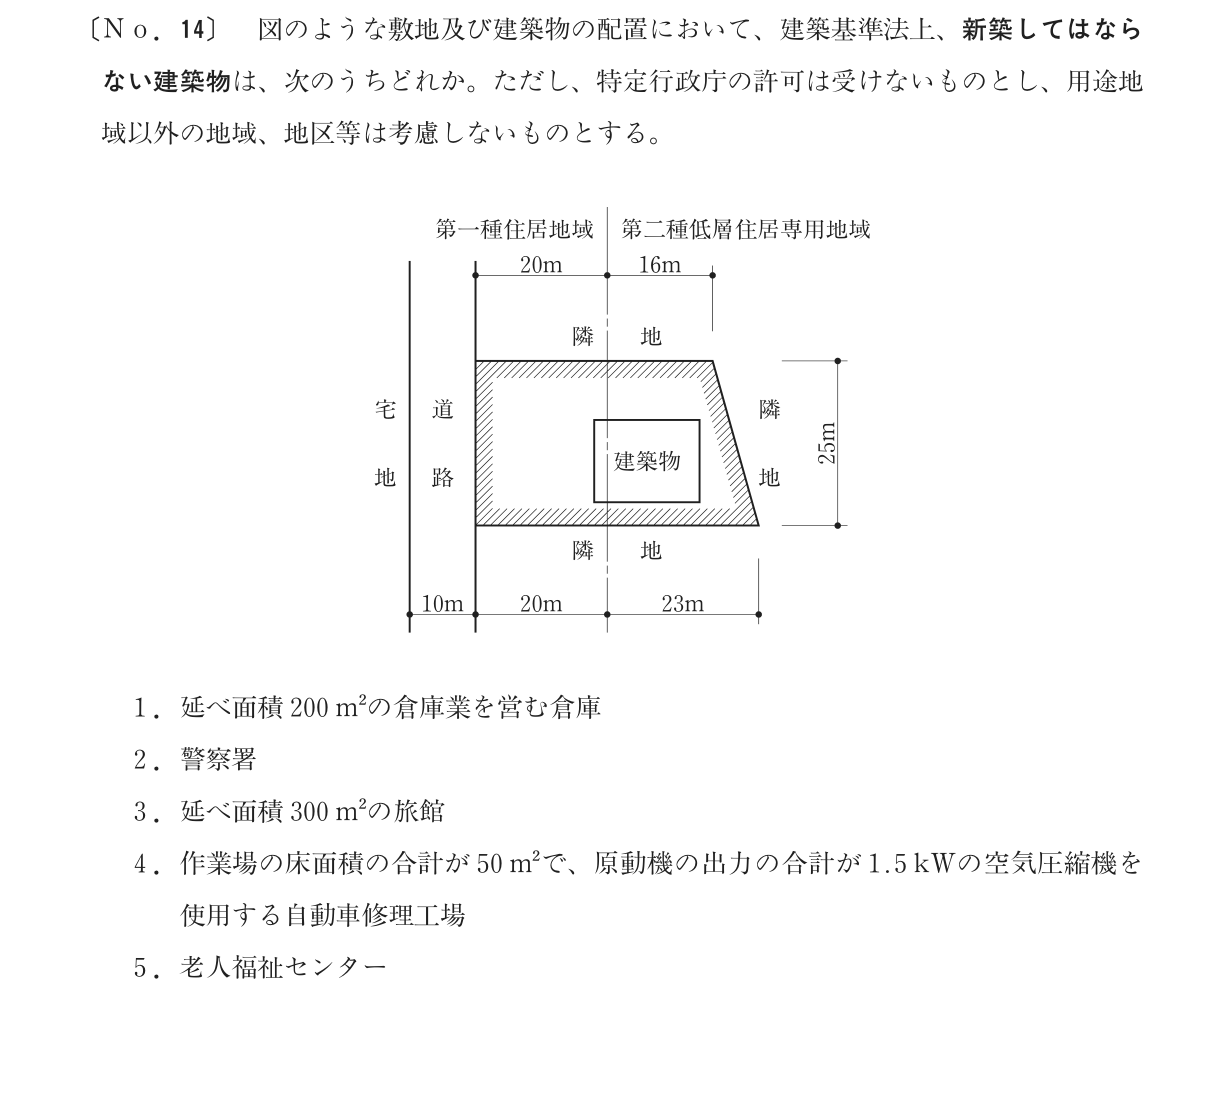 〔Ｎｏ．14〕　図のような敷地及び建築物の配置において、建築基準法上、新築してはなら
ない建築物は、次のうちどれか。ただし、特定行政庁の許可は受けないものとし、用途地
域以外の地域、地区等は考慮しないものとする。
第一種住居地域　第二種低層住居専用地域
20m　16m
隣　地
宅地
道路
建築物
隣地
25m
隣　地
10m　20m　23m
1．延べ面積 200 m²の倉庫業を営む倉庫
2．警察署
3．延べ面積 300 m²の旅館
4．作業場の床面積の合計が 50 m²で、原動機の出力の合計が 1.5 kWの空気圧縮機を
使用する自動車修理工場
5．老人福祉センター